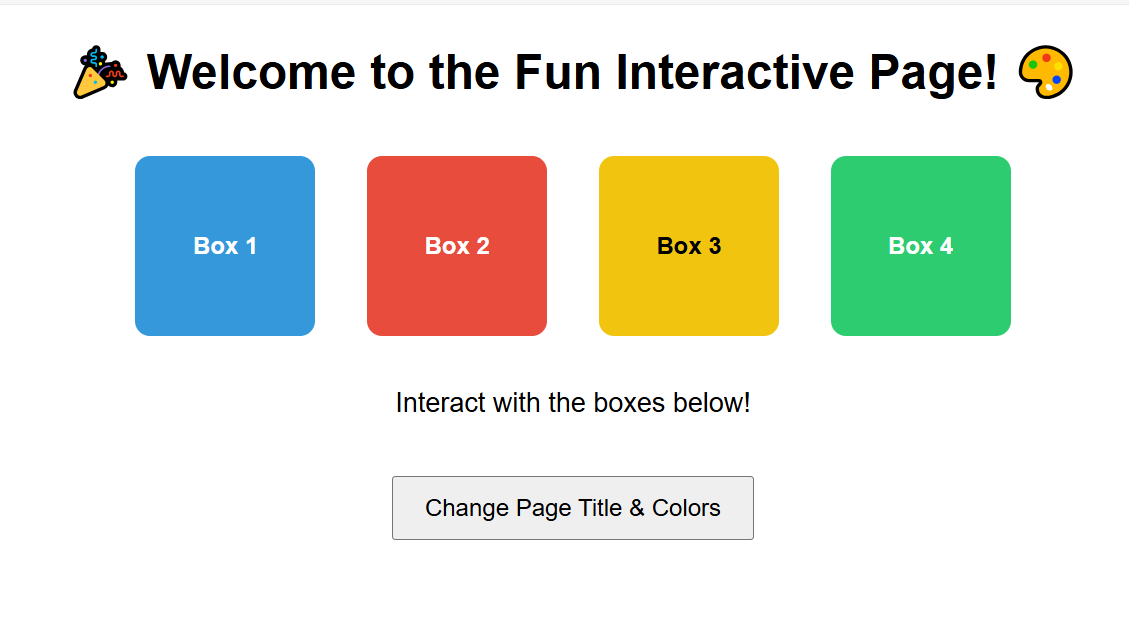 🎉 Welcome to the Fun Interactive Page! 🎨
Box 1
Box 2
Box 3
Box 4
Interact with the boxes below!
Change Page Title & Colors